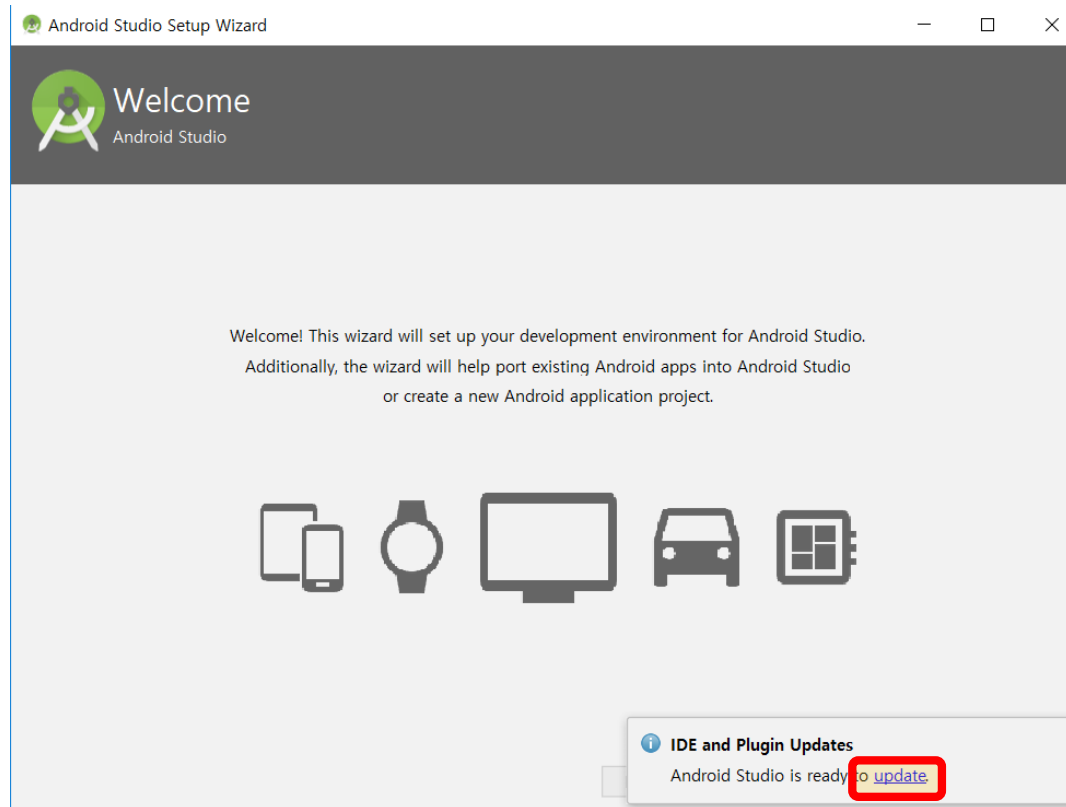 Android Studio Setup Wizard
Welcome
Android Studio
Welcome! This wizard will set up your development environment for Android Studio.
Additionally, the wizard will help port existing Android apps into Android Studio
or create a new Android application project.
IDE and Plugin Updates
Android Studio is ready to update.